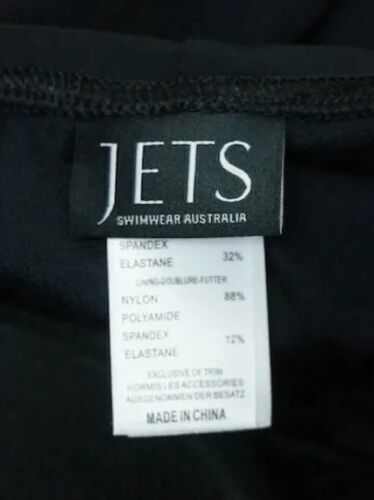 JETS
SWIMWEAR AUSTRALIA
SPANDEX
ELASTANE 32%
LINING-DOUBLURE-FUTTER
NYLON 88%
POLYAMIDE
SPANDEX 12%
ELASTANE
EXCLUSIVE OF TRIM
HORMIS LES ACCESSORIES
AUSGENOMMEN DER BESATZ
MADE IN CHINA